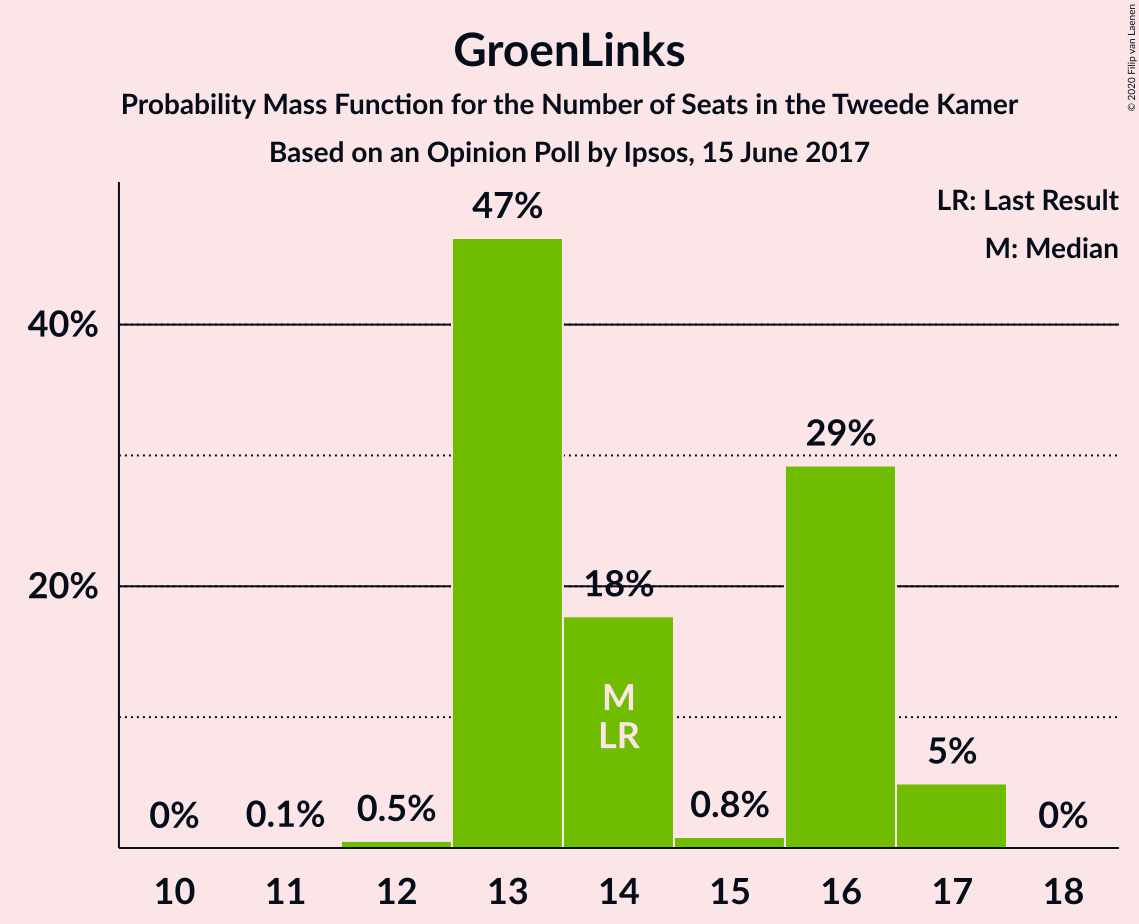 GroenLinks
Probability Mass Function for the Number of Seats in the Tweede Kamer
Based on an Opinion Poll by Ipsos, 15 June 2017
© 2020 Filip van Laenen
LR: Last Result
M: Median
47%
40%
29%
20%
18%
M
LR
5%
0%
0.1%
0.5%
0.8%
0%
10
11
12
13
14
15
16
17
18